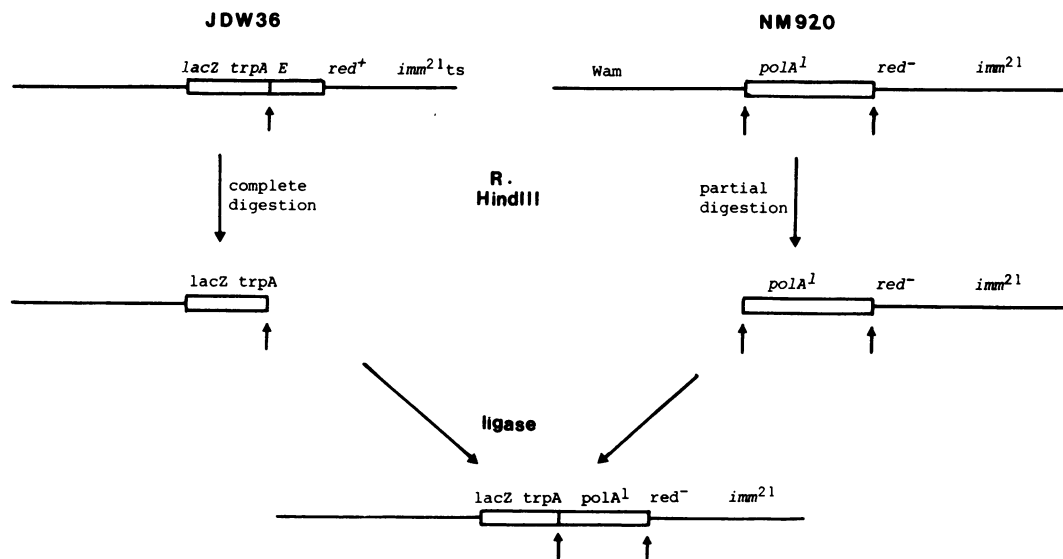 JDW36
NM920
lacZ trpA E red⁺ imm²¹ts
Wam polA¹ red⁻ imm²¹
complete
digestion
R.
HindIII
partial
digestion
lacZ trpA
polA¹ red⁻ imm²¹
ligase
lacZ trpA polA¹ red⁻ imm²¹